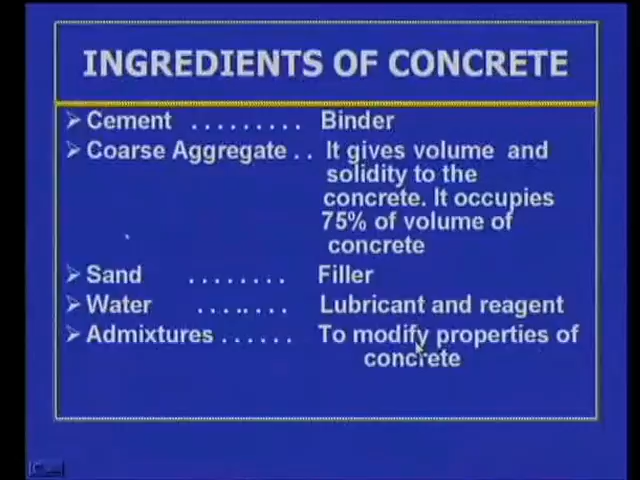 INGREDIENTS OF CONCRETE
➢ Cement ......... Binder
➢ Coarse Aggregate .. It gives volume and
solidity to the
concrete. It occupies
75% of volume of
concrete
➢ Sand ........ Filler
➢ Water ........ Lubricant and reagent
➢ Admixtures ...... To modify properties of
concrete